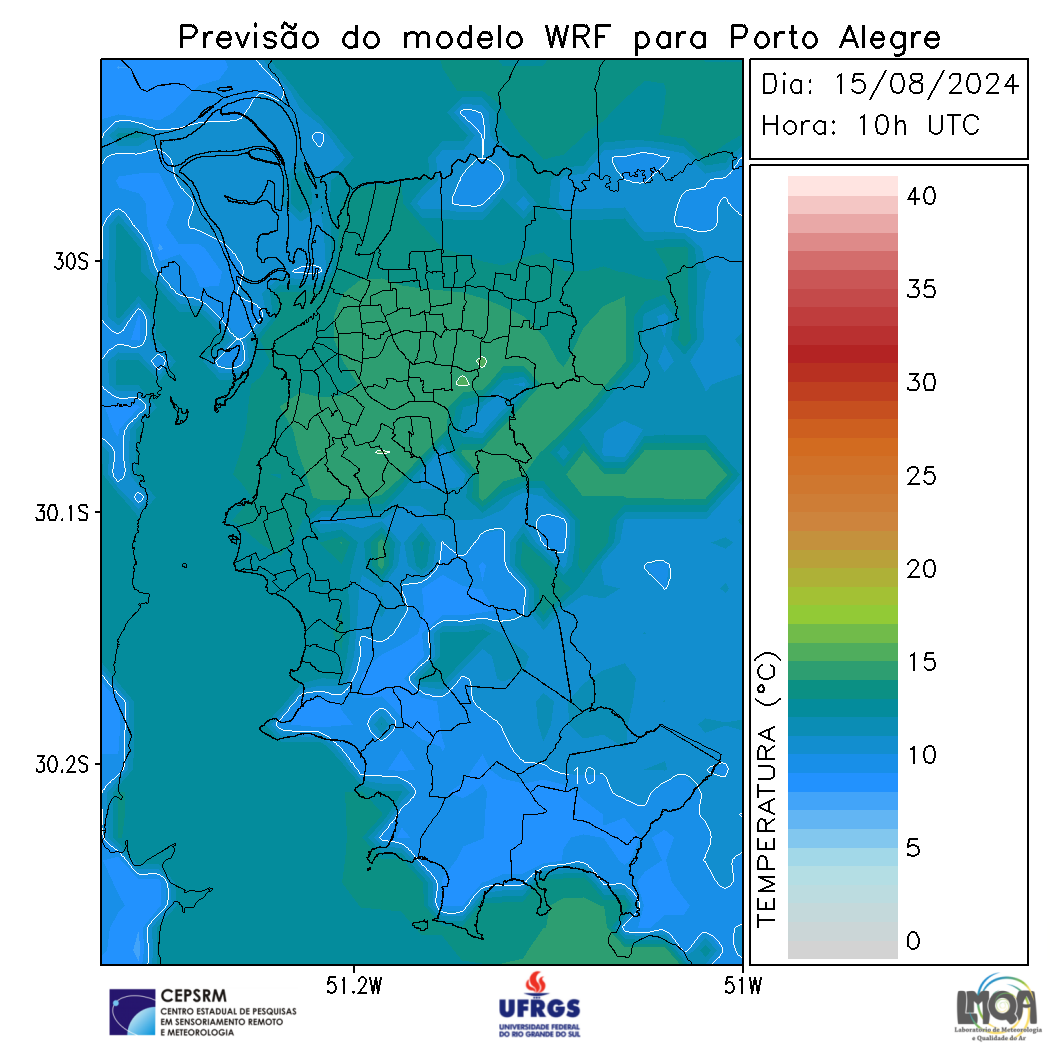 Previsão do modelo WRF para Porto Alegre
Dia: 15/08/2024
Hora: 10h UTC
40
35
30
25
20
15
10
5
0
TEMPERATURA (°C)
30S
30.1S
30.2S
10
51.2W
51W
CEPSRM
CENTRO ESTADUAL DE PESQUISAS
EM SENSORIAMENTO REMOTO
E METEOROLOGIA
UFRGS
UNIVERSIDADE FEDERAL
DO RIO GRANDE DO SUL
LMQA
Laboratório de Meteorologia
e Qualidade do Ar